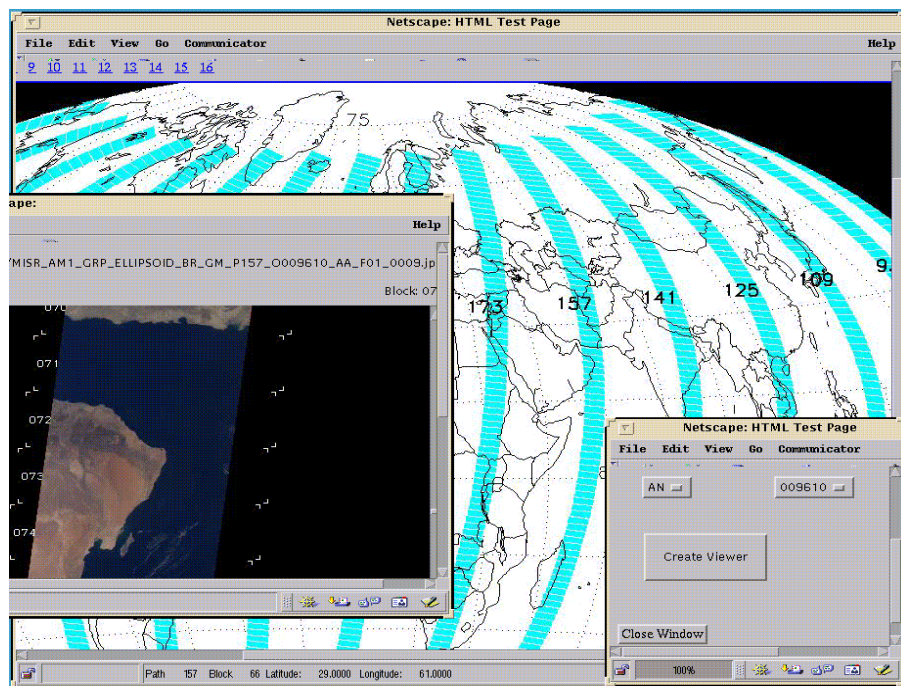 Netscape: HTML Test Page
File Edit View Go Communicator Help
9 10 11 12 13 14 15 16
75
173 157 141 125 109 9.
ape:
Help
/MISR_AM1_GRP_ELLIPSOID_BR_GM_P157_O009610_AA_F01_0009.jp
Block: 07
070
071
072
073
074
Netscape: HTML Test Page
File Edit View Go Communicator
AN 009610
Create Viewer
Close Window
100%
Path 157 Block 66 Latitude: 29.0000 Longitude: 61.0000